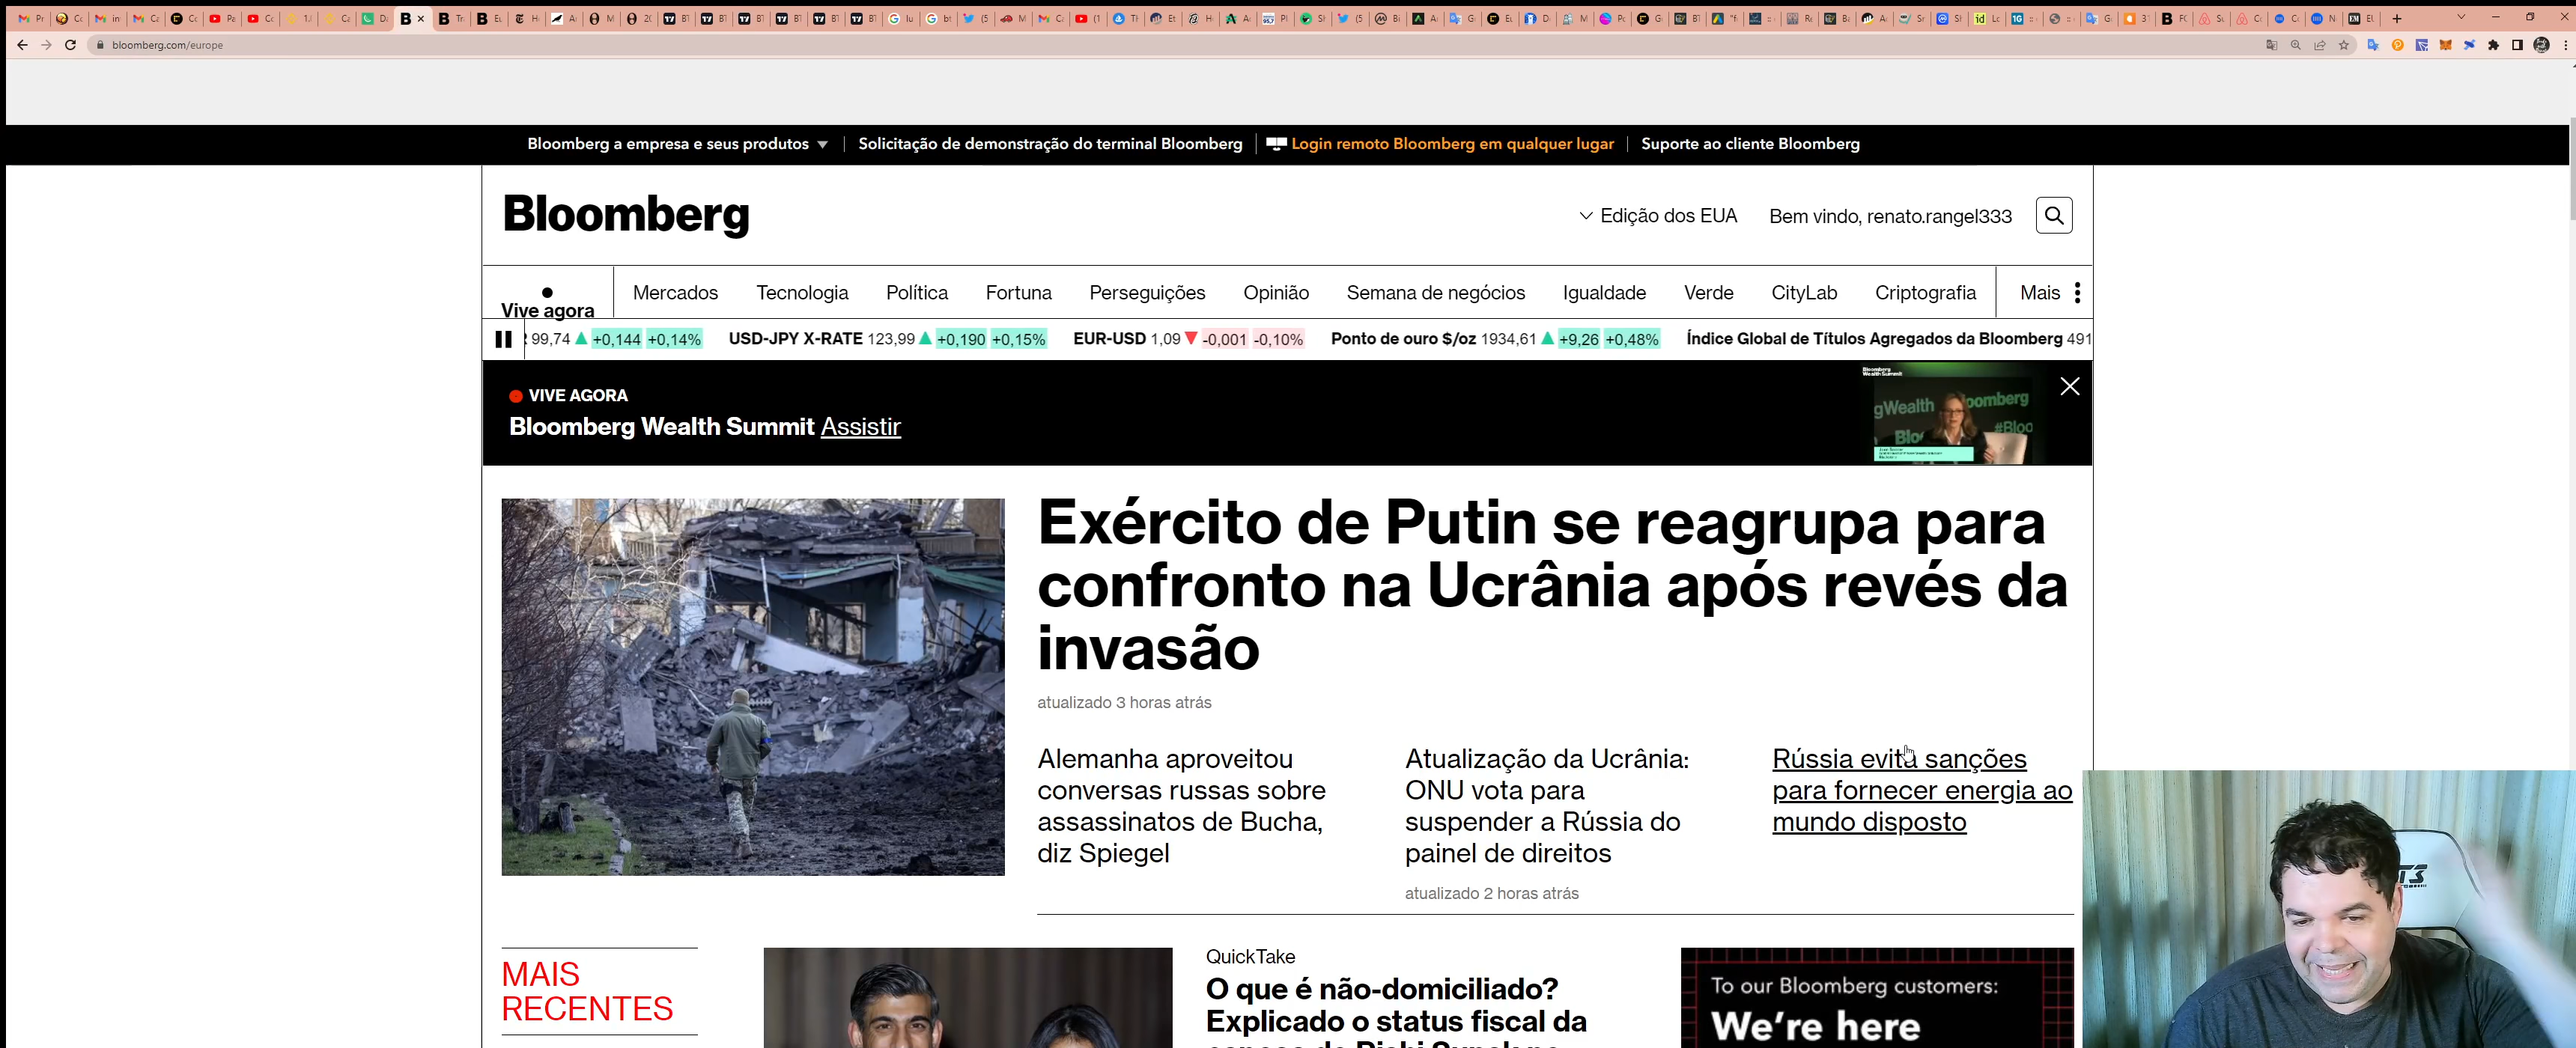 bloomberg.com/europe
Bloomberg a empresa e seus produtos
Solicitação de demonstração do terminal Bloomberg
Login remoto Bloomberg em qualquer lugar
Suporte ao cliente Bloomberg
Bloomberg
Edição dos EUA
Bem vindo, renato.rangel333
Vive agora
Mercados
Tecnologia
Política
Fortuna
Perseguições
Opinião
Semana de negócios
Igualdade
Verde
CityLab
Criptografia
Mais
99,74 +0,144 +0,14%
USD-JPY X-RATE 123,99 +0,190 +0,15%
EUR-USD 1,09 -0,001 -0,10%
Ponto de ouro $/oz 1934,61 +9,26 +0,48%
Índice Global de Títulos Agregados da Bloomberg 491
VIVE AGORA
Bloomberg Wealth Summit Assistir
Exército de Putin se reagrupa para
confronto na Ucrânia após revés da
invasão
atualizado 3 horas atrás
Alemanha aproveitou
conversas russas sobre
assassinatos de Bucha,
diz Spiegel
Atualização da Ucrânia:
ONU vota para
suspender a Rússia do
painel de direitos
atualizado 2 horas atrás
Rússia evita sanções
para fornecer energia ao
mundo disposto
MAIS
RECENTES
QuickTake
O que é não-domiciliado?
Explicado o status fiscal da
To our Bloomberg customers:
We're here